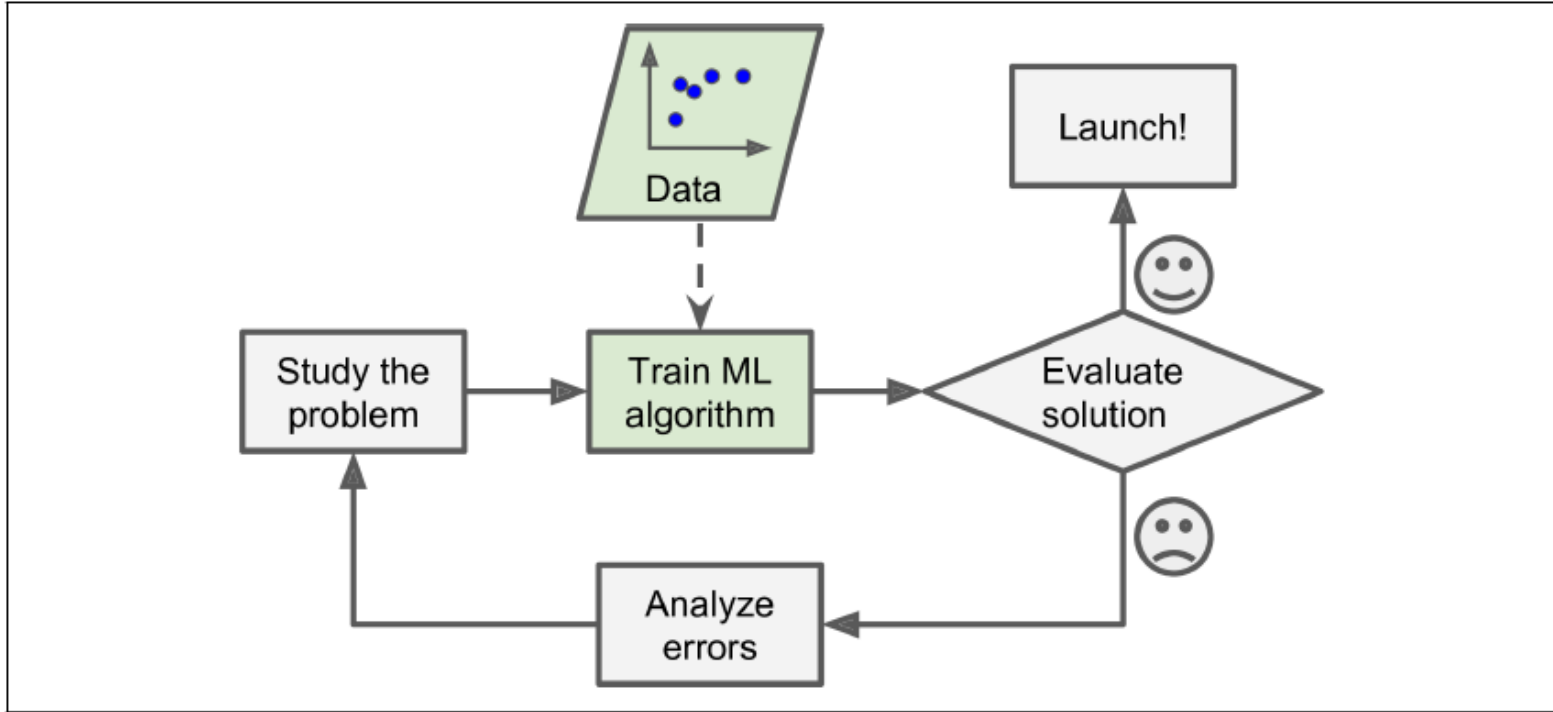 Data
Launch!
Study the
problem
Train ML
algorithm
Evaluate
solution
Analyze
errors